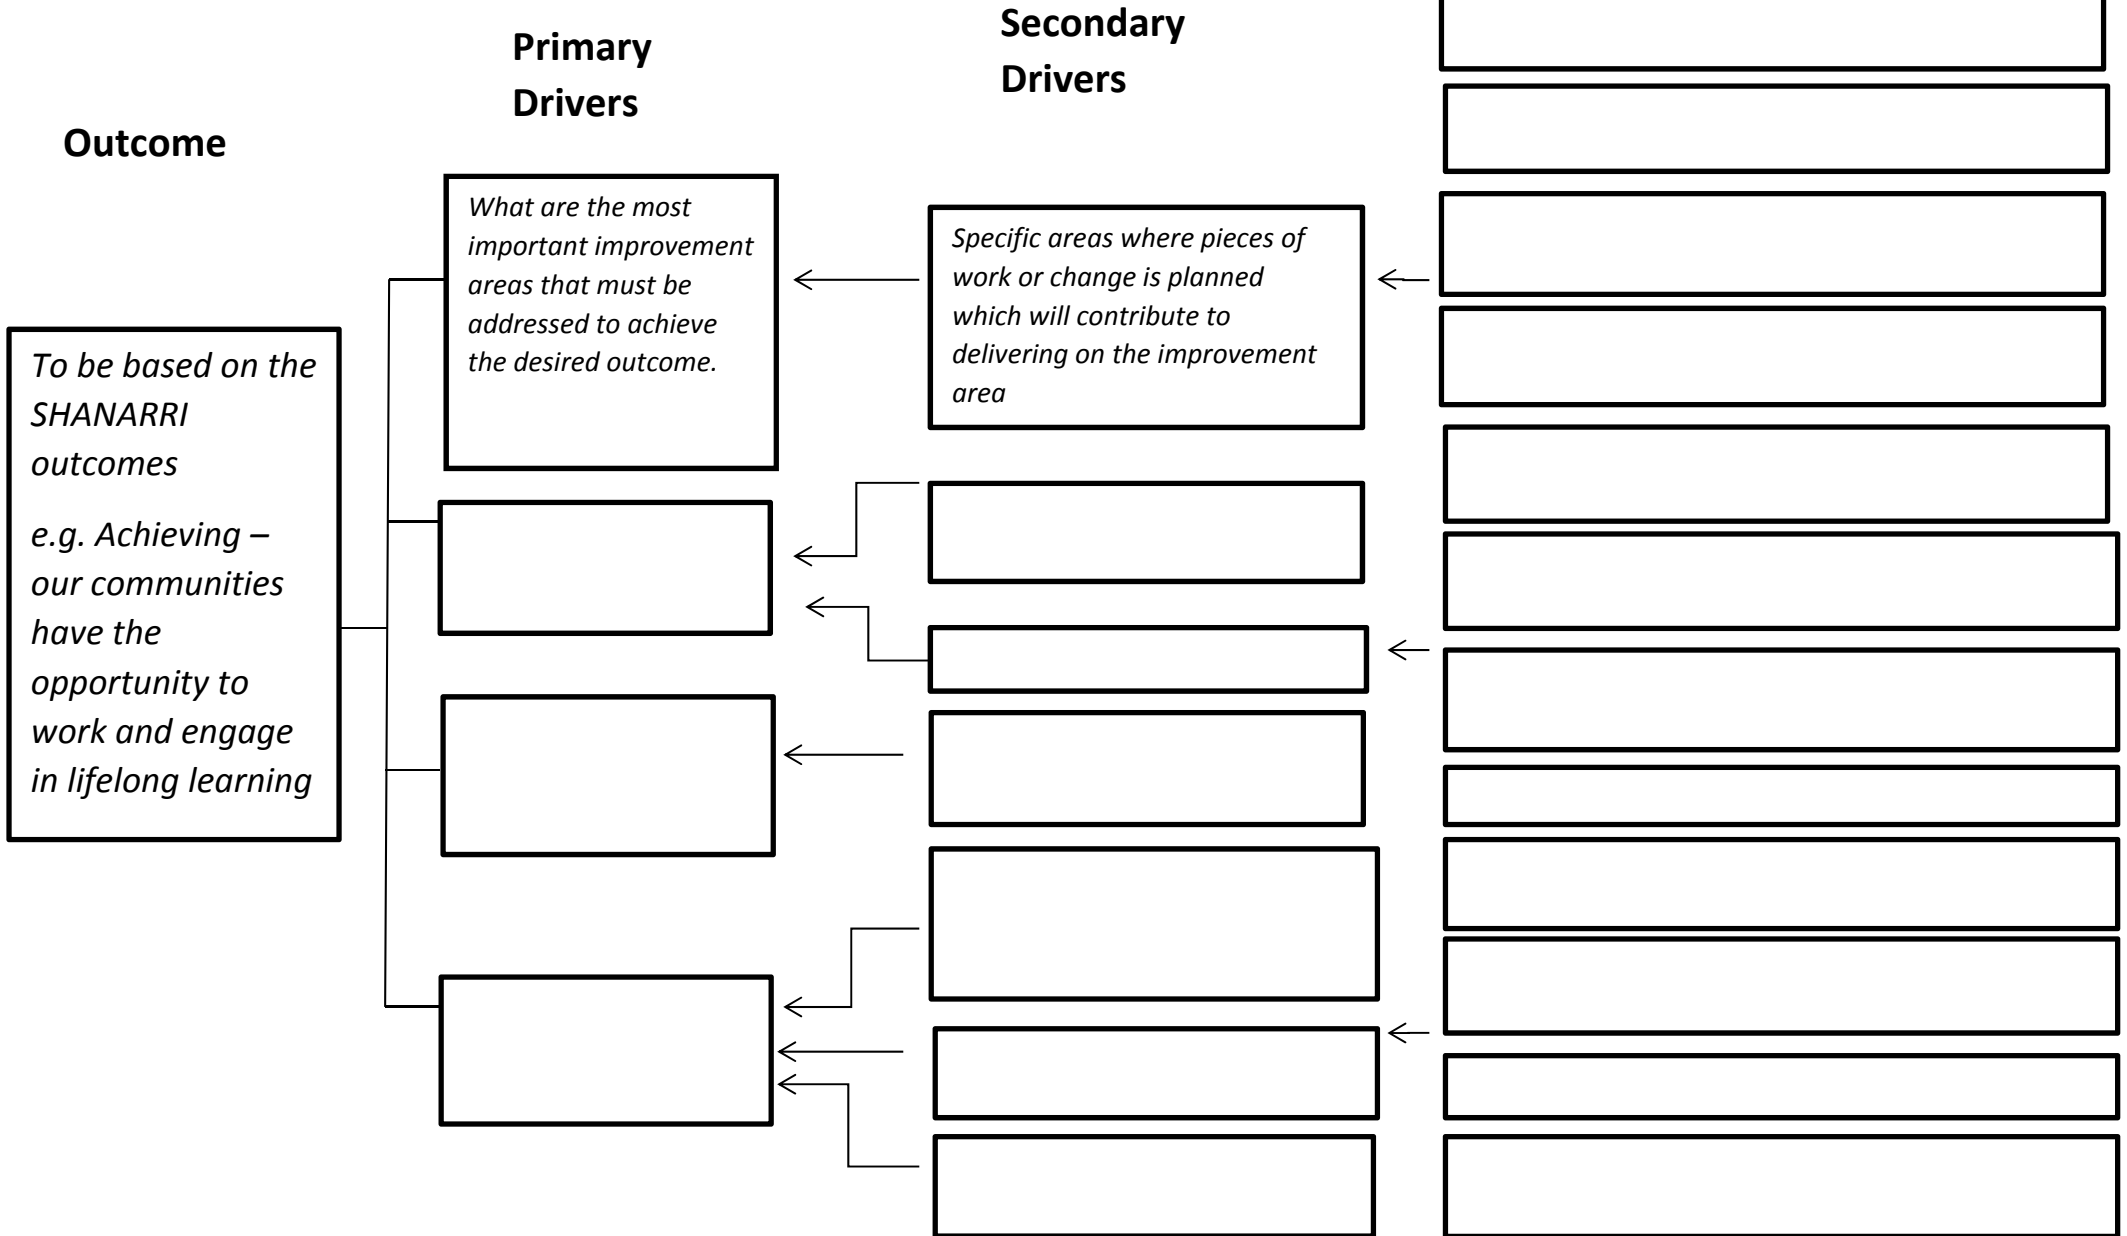 Outcome
Primary
Drivers
Secondary
Drivers
To be based on the
SHANARRI
outcomes
e.g. Achieving –
our communities
have the
opportunity to
work and engage
in lifelong learning
What are the most
important improvement
areas that must be
addressed to achieve
the desired outcome.
Specific areas where pieces of
work or change is planned
which will contribute to
delivering on the improvement
area